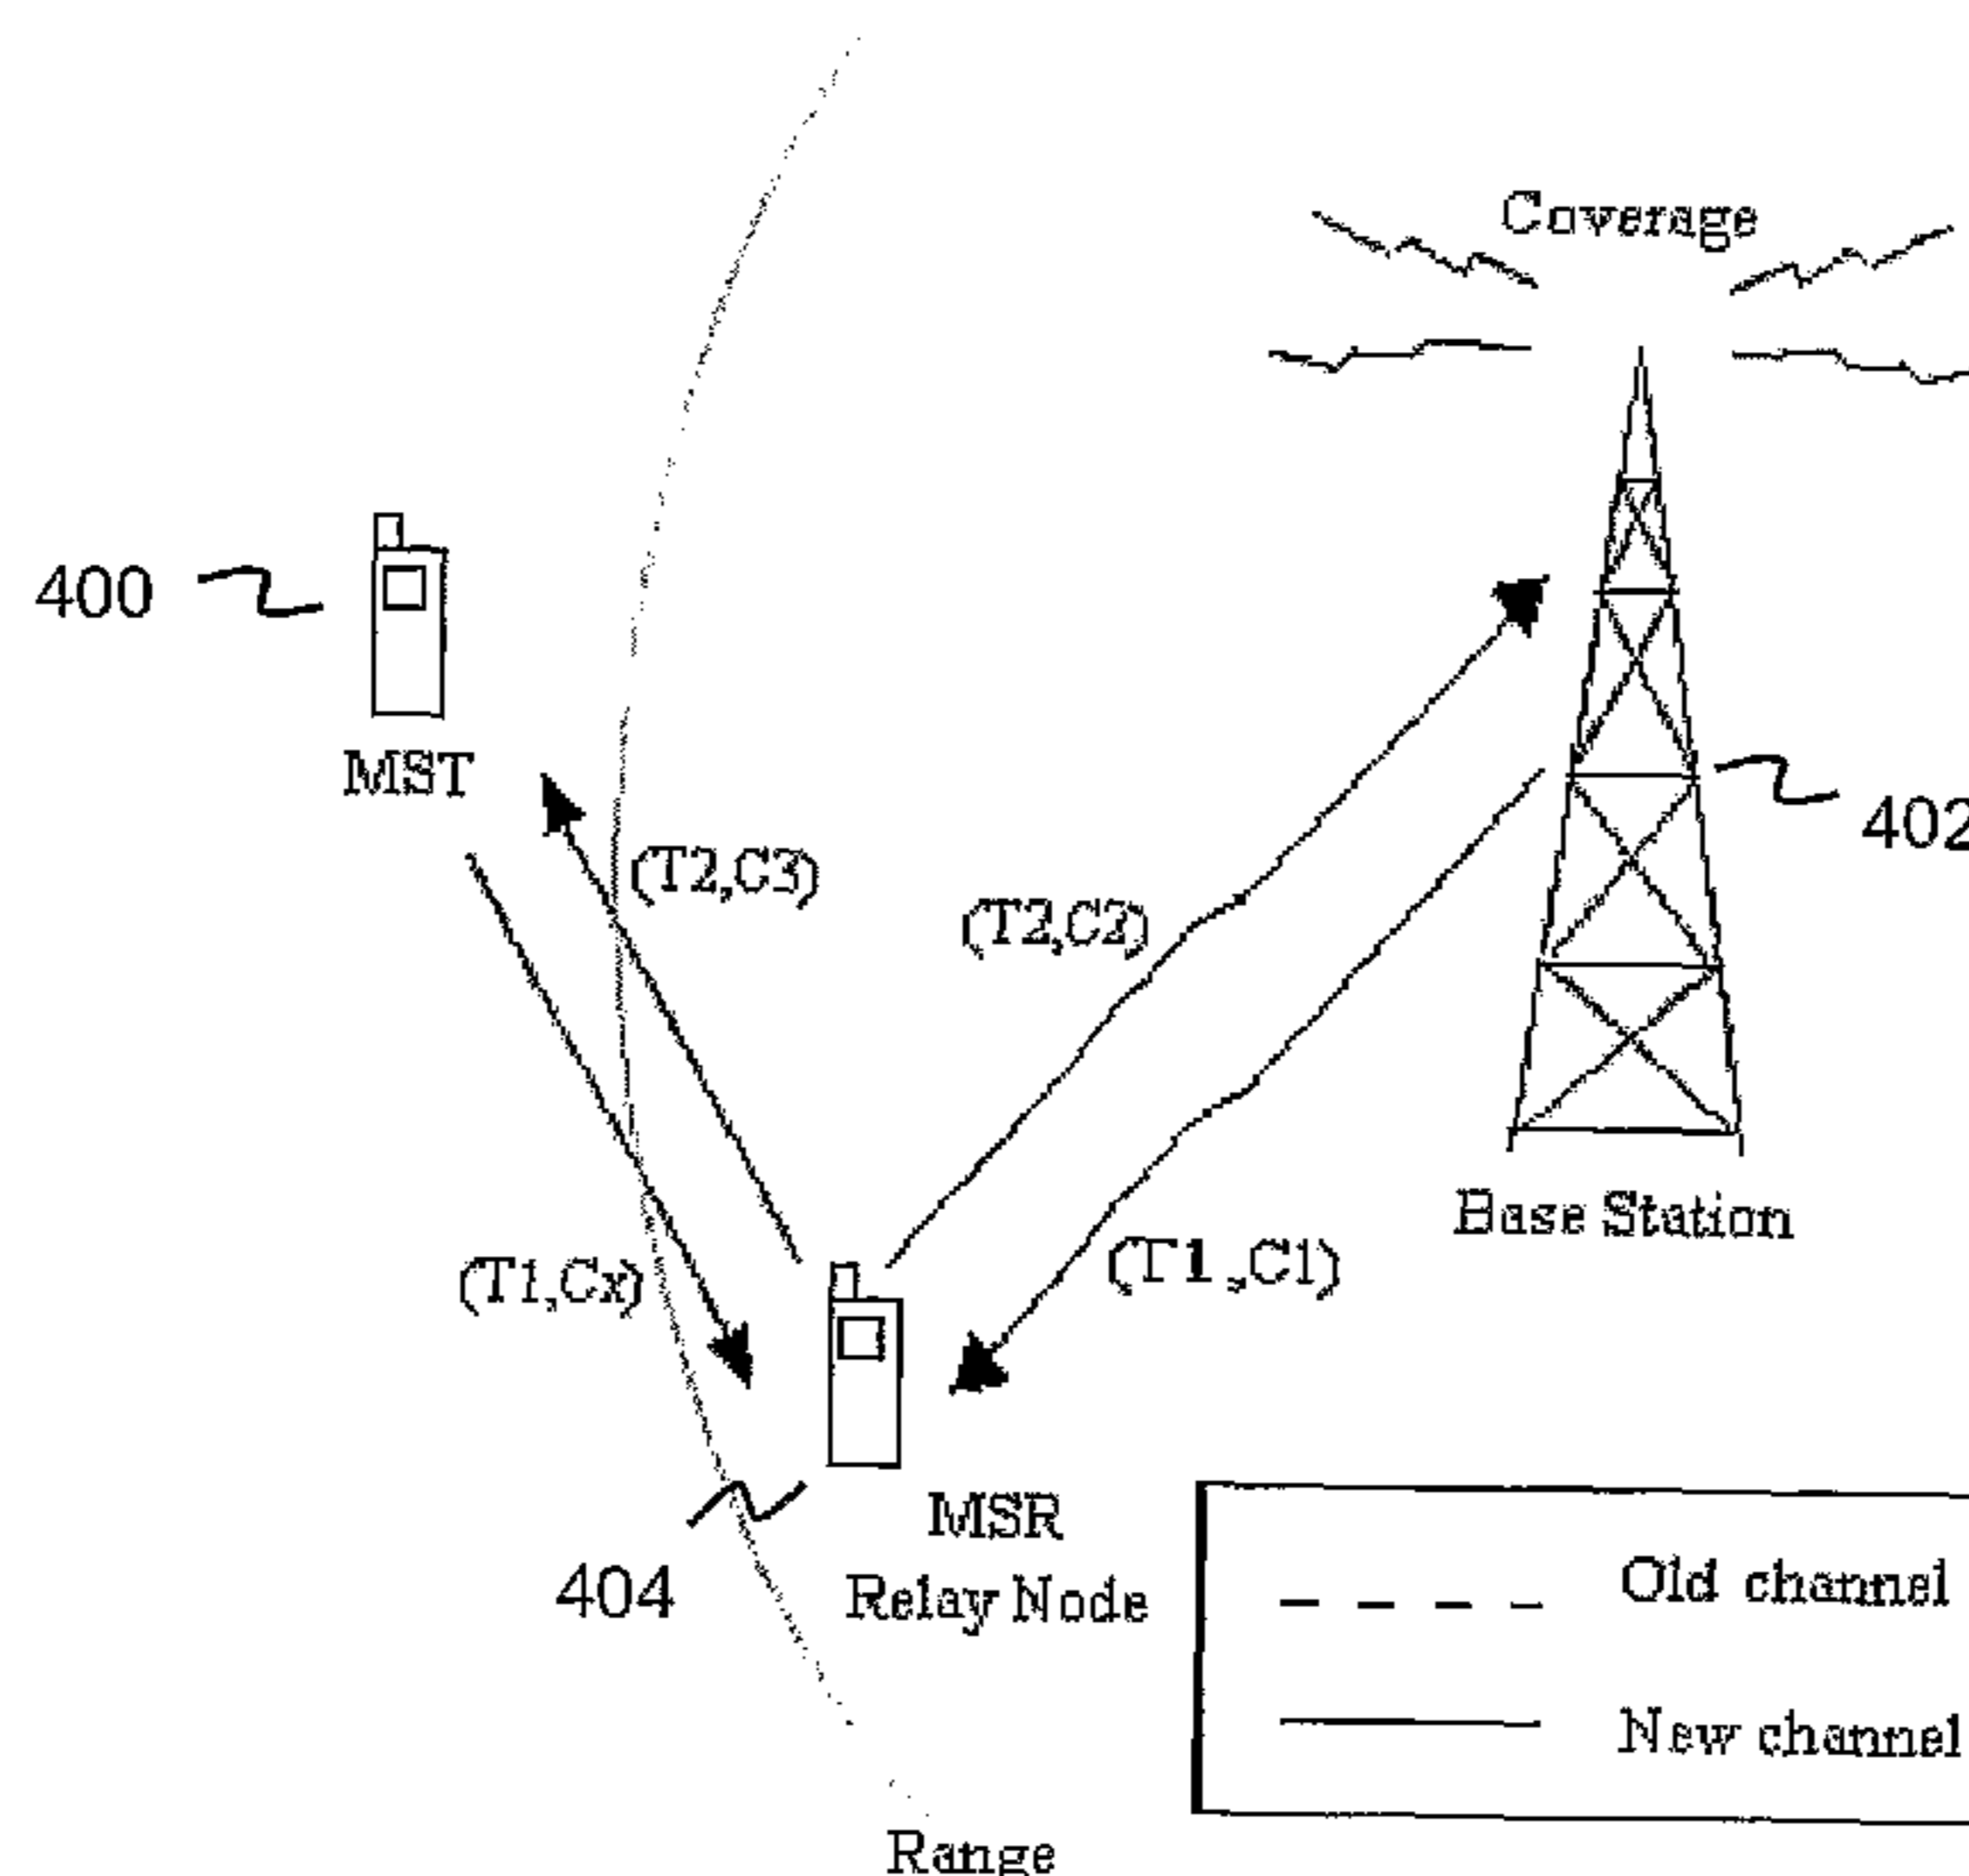 Coverage
400
MST
402
(T2,C3)
(T2,C2)
(T1,Cx)
(T1,C1)
Base Station
404
MSR
Relay Node
Old channel
New channel
Range